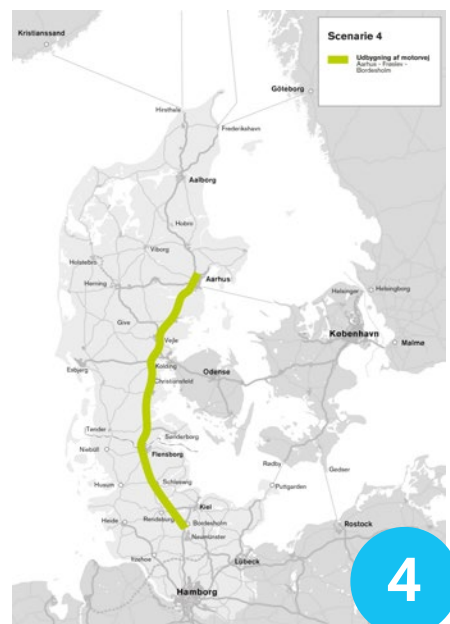 Kristianssand
Scenarie 4
Udbygning af motorvej
Aarhus - Frøslev -
Bordesholm
Göteborg
Hirtshals
Frederikshavn
Aalborg
Hobro
Viborg
Holstebro
Aarhus
Herning
Helsingør
Helsingborg
Give
København
Vejle
Malmø
Esbjerg
Kolding
Odense
Christiansfeld
Tønder
Sønderborg
Niebüll
Flensborg
Rødby
Gedser
Husum
Schleswig
Puttgarden
Kiel
Heide
Rendsburg
Bordesholm
Rostock
Neumünster
Itzehoe
Lübeck
Hamborg
4